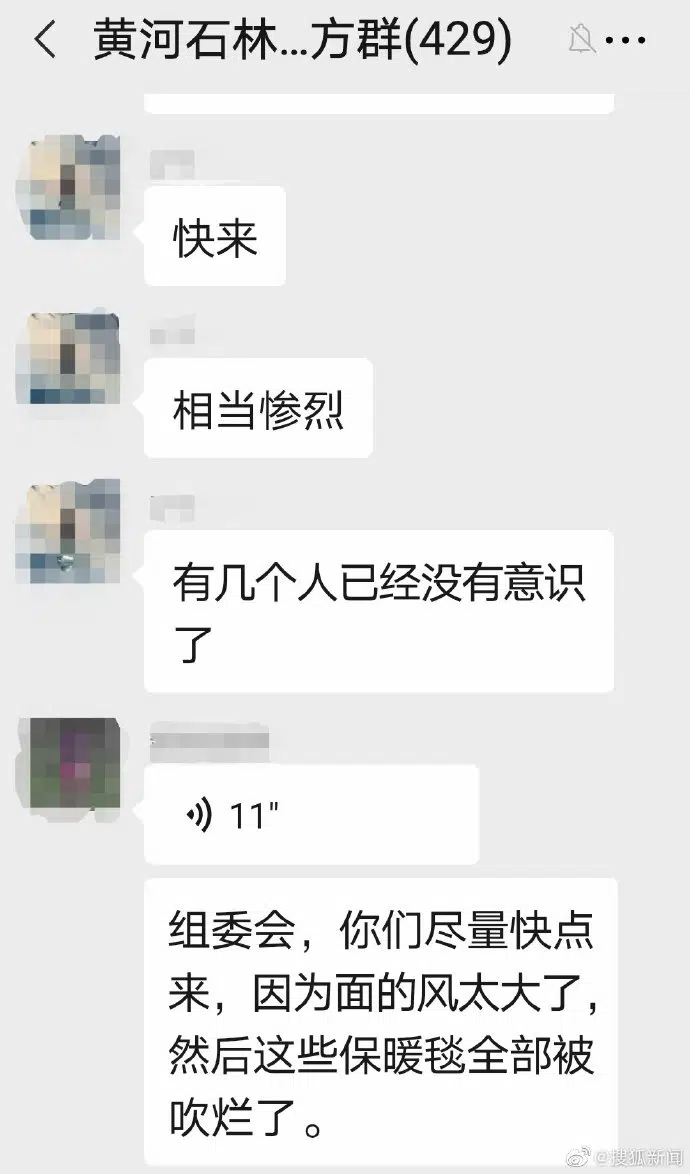 黄河石林...方群(429)
快来
相当惨烈
有几个人已经没有意识
了
11"
组委会，你们尽量快点
来，因为面的风太大了，
然后这些保暖毯全部被
吹烂了。
@搜狐新闻